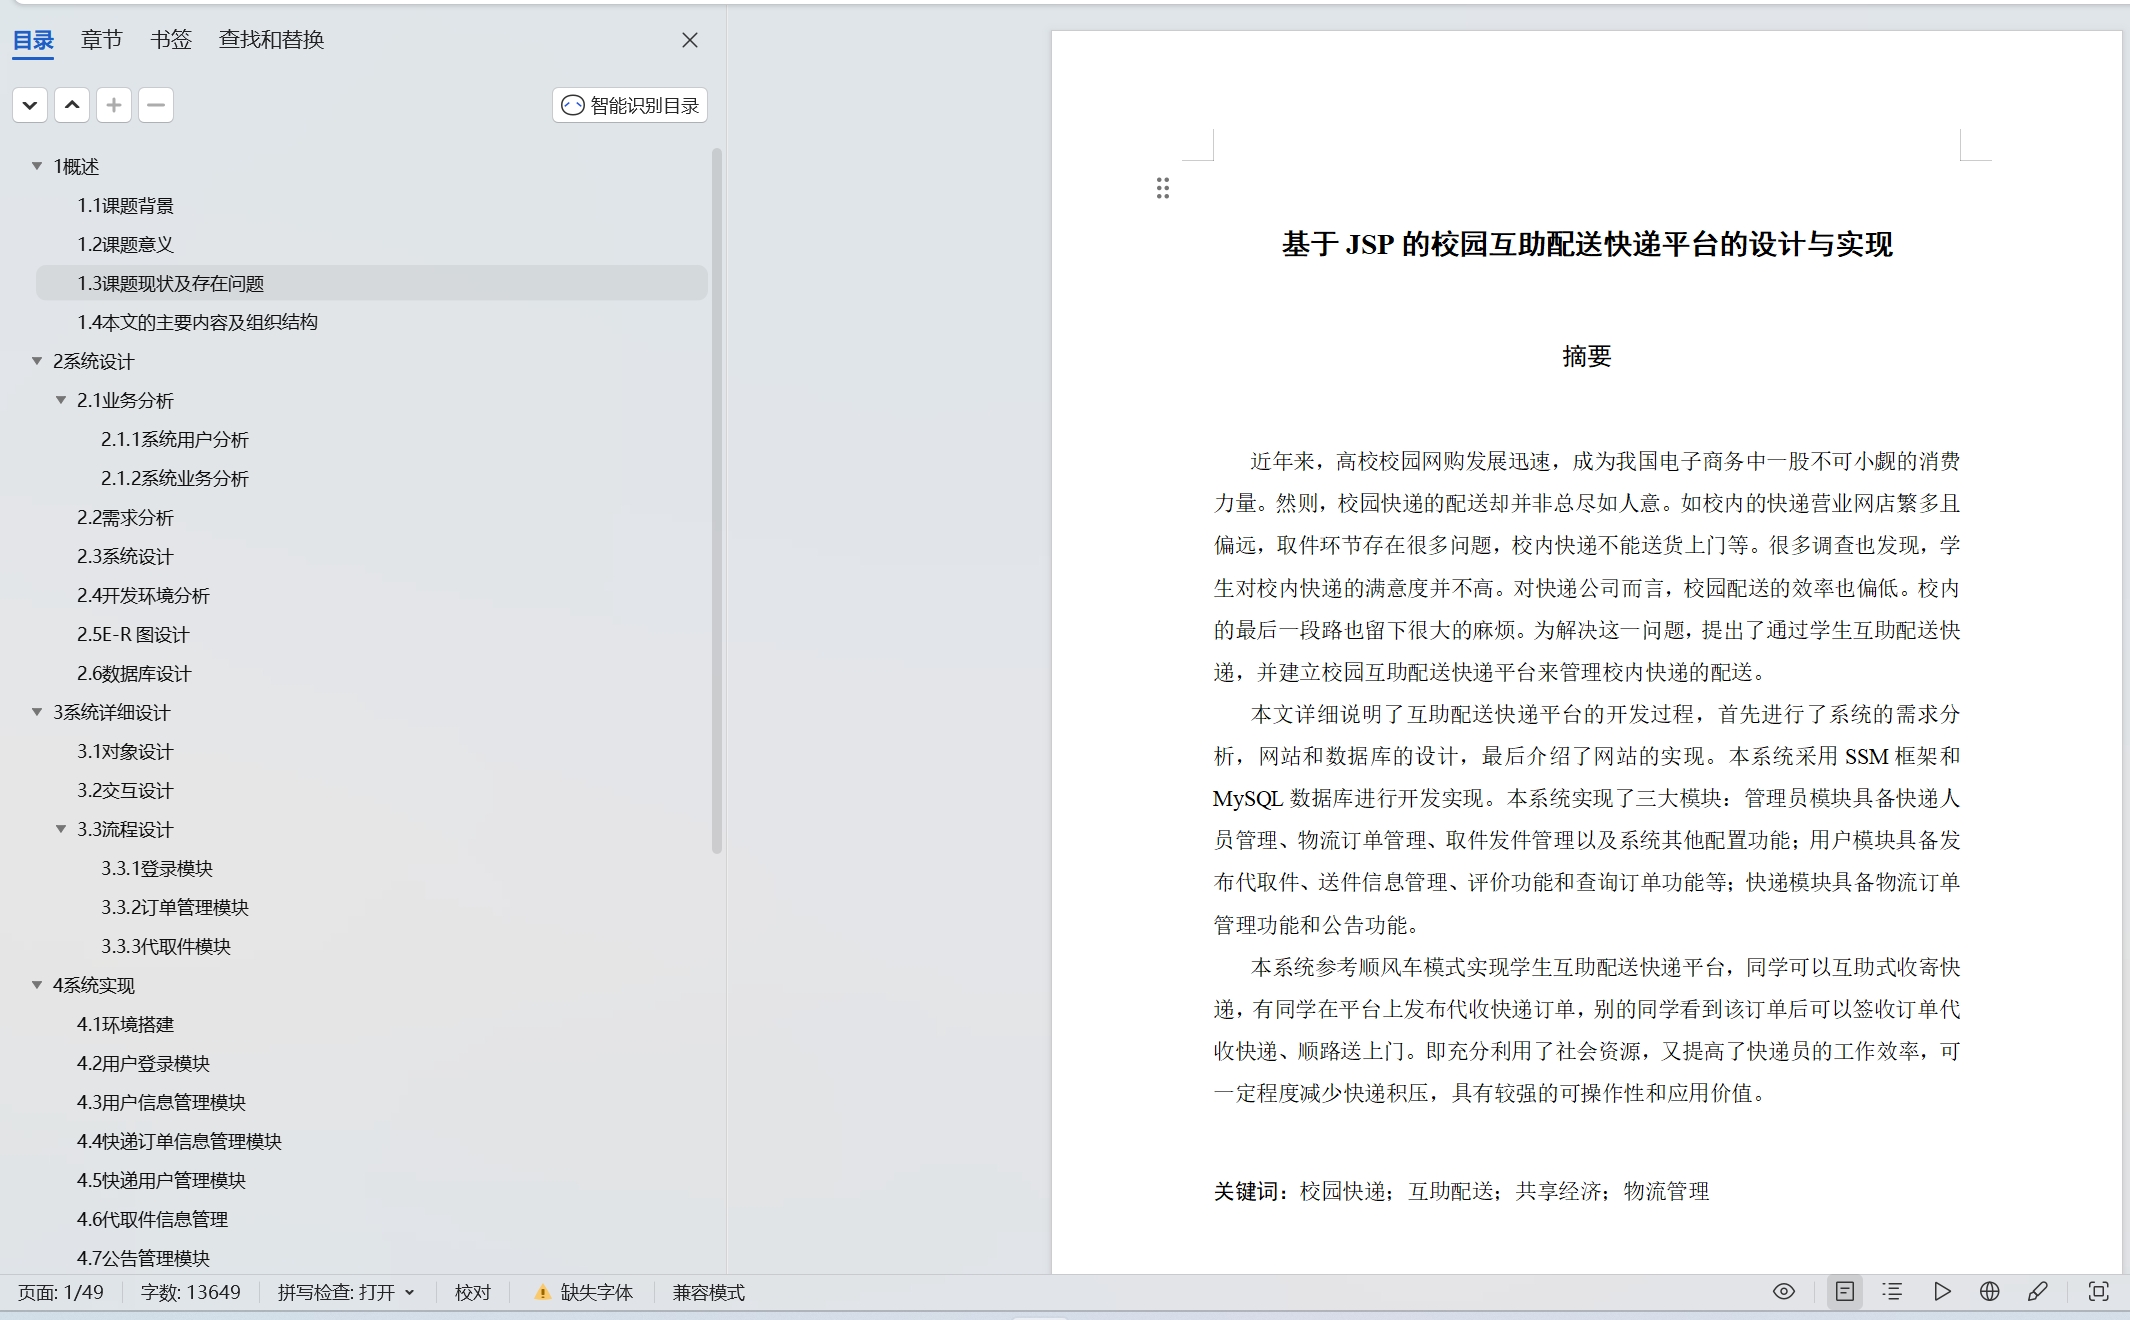 目录 章节 书签 查找和替换
智能识别目录
1概述
1.1课题背景
1.2课题意义
1.3课题现状及存在问题
1.4本文的主要内容及组织结构
2系统设计
2.1业务分析
2.1.1系统用户分析
2.1.2系统业务分析
2.2需求分析
2.3系统设计
2.4开发环境分析
2.5E-R 图设计
2.6数据库设计
3系统详细设计
3.1对象设计
3.2交互设计
3.3流程设计
3.3.1登录模块
3.3.2订单管理模块
3.3.3代取件模块
4系统实现
4.1环境搭建
4.2用户登录模块
4.3用户信息管理模块
4.4快递订单信息管理模块
4.5快递用户管理模块
4.6代取件信息管理
4.7公告管理模块
基于 JSP 的校园互助配送快递平台的设计与实现
摘要
近年来，高校校园网购发展迅速，成为我国电子商务中一股不可小觑的消费
力量。然则，校园快递的配送却并非总尽如人意。如校内的快递营业网店繁多且
偏远，取件环节存在很多问题，校内快递不能送货上门等。很多调查也发现，学
生对校内快递的满意度并不高。对快递公司而言，校园配送的效率也偏低。校内
的最后一段路也留下很大的麻烦。为解决这一问题，提出了通过学生互助配送快
递，并建立校园互助配送快递平台来管理校内快递的配送。
本文详细说明了互助配送快递平台的开发过程，首先进行了系统的需求分
析，网站和数据库的设计，最后介绍了网站的实现。本系统采用 SSM 框架和
MySQL 数据库进行开发实现。本系统实现了三大模块：管理员模块具备快递人
员管理、物流订单管理、取件发件管理以及系统其他配置功能；用户模块具备发
布代取件、送件信息管理、评价功能和查询订单功能等；快递模块具备物流订单
管理功能和公告功能。
本系统参考顺风车模式实现学生互助配送快递平台，同学可以互助式收寄快
递，有同学在平台上发布代收快递订单，别的同学看到该订单后可以签收订单代
收快递、顺路送上门。即充分利用了社会资源，又提高了快递员的工作效率，可
一定程度减少快递积压，具有较强的可操作性和应用价值。
关键词：校园快递；互助配送；共享经济；物流管理
页面: 1/49 字数: 13649 拼写检查: 打开 校对 缺失字体 兼容模式